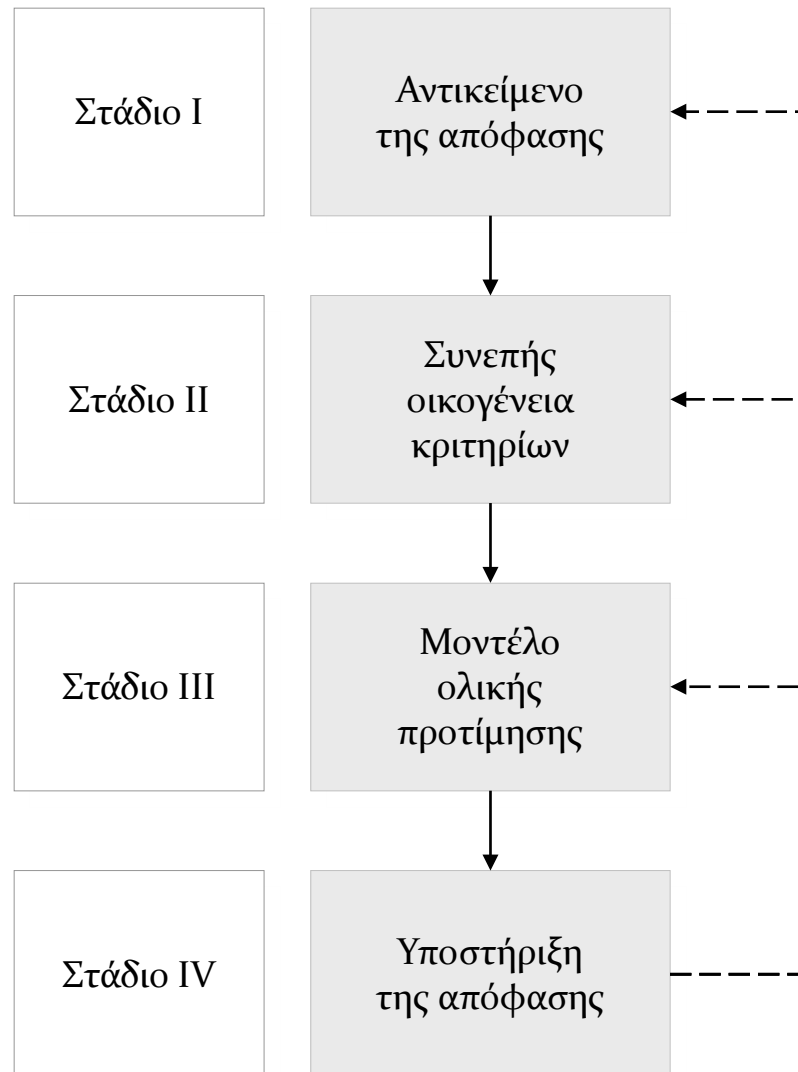 Στάδιο I
Αντικείμενο
της απόφασης
Στάδιο II
Συνεπής
οικογένεια
κριτηρίων
Στάδιο III
Μοντέλο
ολικής
προτίμησης
Στάδιο IV
Υποστήριξη
της απόφασης